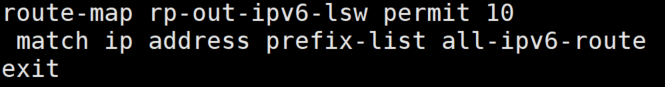 route-map rp-out-ipv6-lsw permit 10
match ip address prefix-list all-ipv6-route
exit